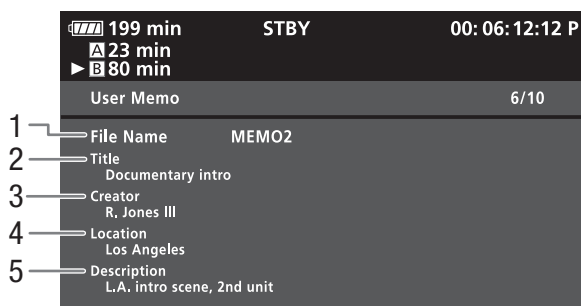 199 min STBY 00:06:12:12 P
A 23 min
B 80 min
User Memo 6/10
1 File Name MEMO2
2 Title
Documentary intro
3 Creator
R. Jones III
4 Location
Los Angeles
5 Description
L.A. intro scene, 2nd unit